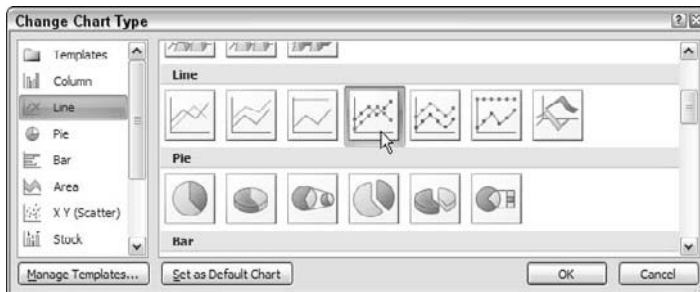 Change Chart Type
Templates
Column
Line
Pie
Bar
Area
X Y (Scatter)
Stock
Line
Pie
Bar
Manage Templates...
Set as Default Chart
OK
Cancel